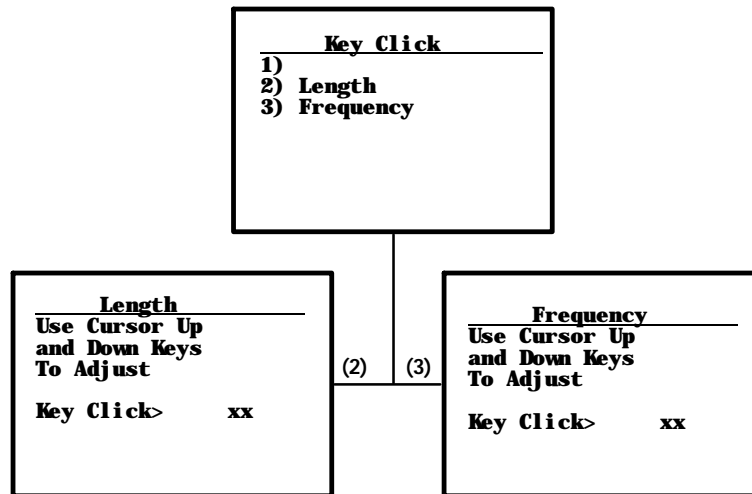 Key Click
1)
2) Length
3) Frequency
Length
Use Cursor Up
and Down Keys
To Adjust
Key Click> xx
(2)
(3)
Frequency
Use Cursor Up
and Down Keys
To Adjust
Key Click> xx